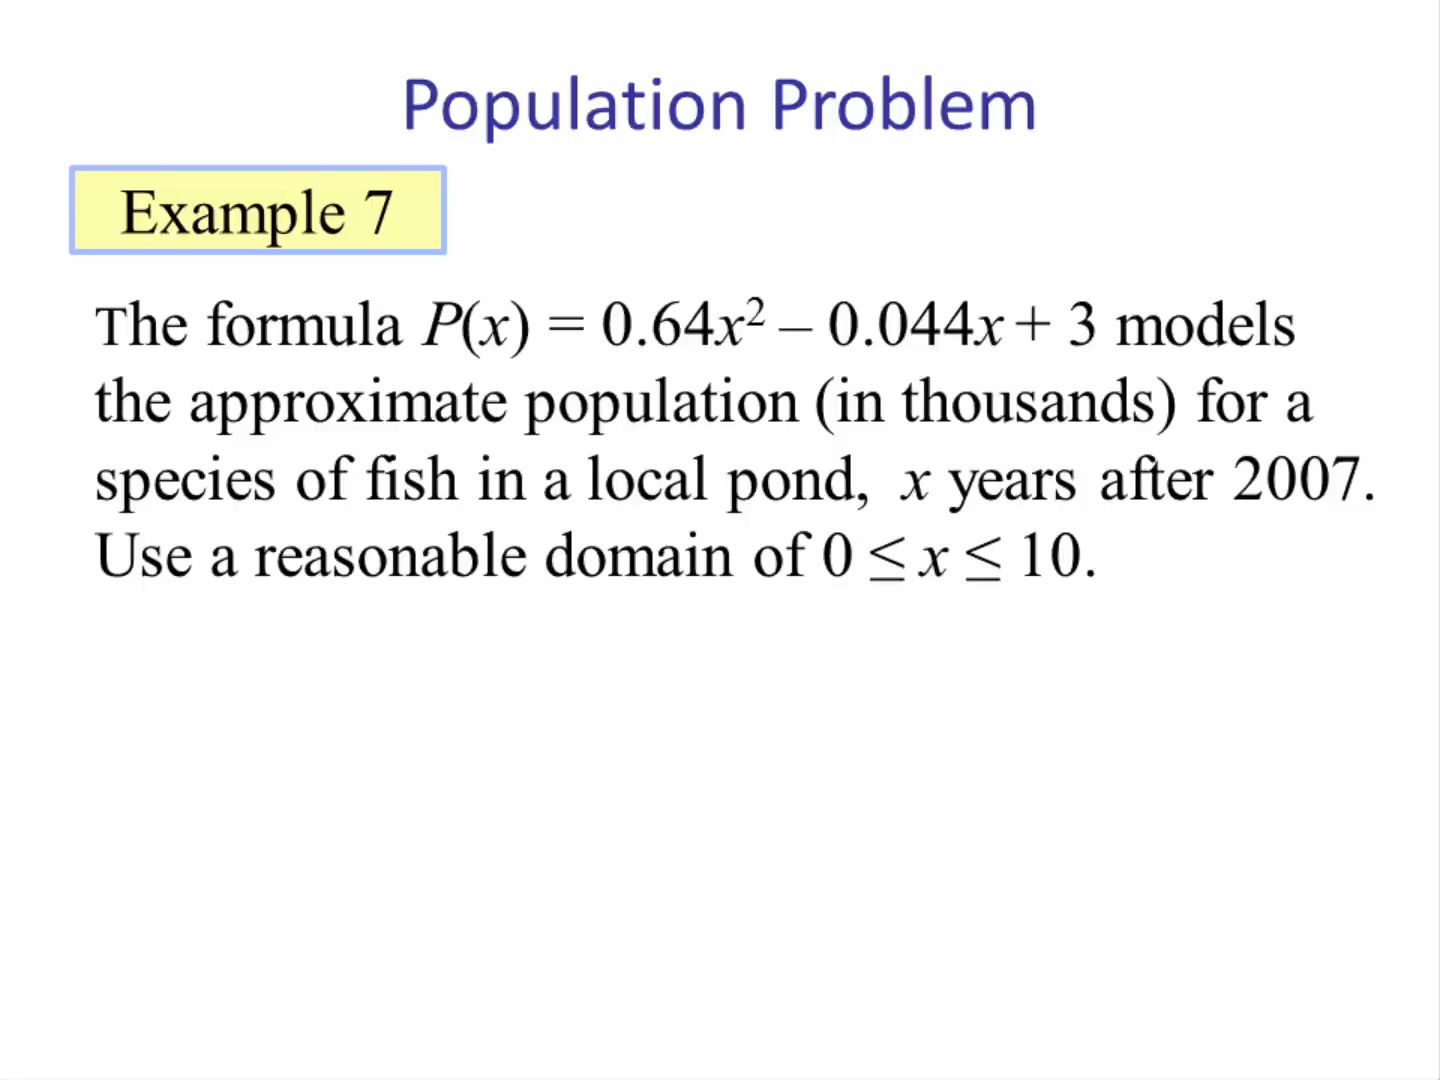 Population Problem
Example 7
The formula P(x) = 0.64x² – 0.044x + 3 models
the approximate population (in thousands) for a
species of fish in a local pond, x years after 2007.
Use a reasonable domain of 0 ≤ x ≤ 10.